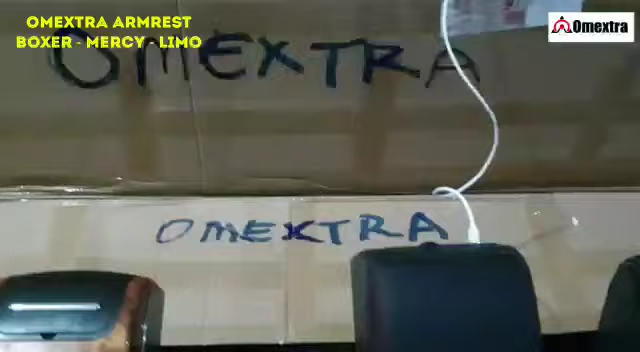 OMEXTRA ARMREST
BOXER - MERCY - LIMO
Omextra
OMEXTRA
OMEXTRA